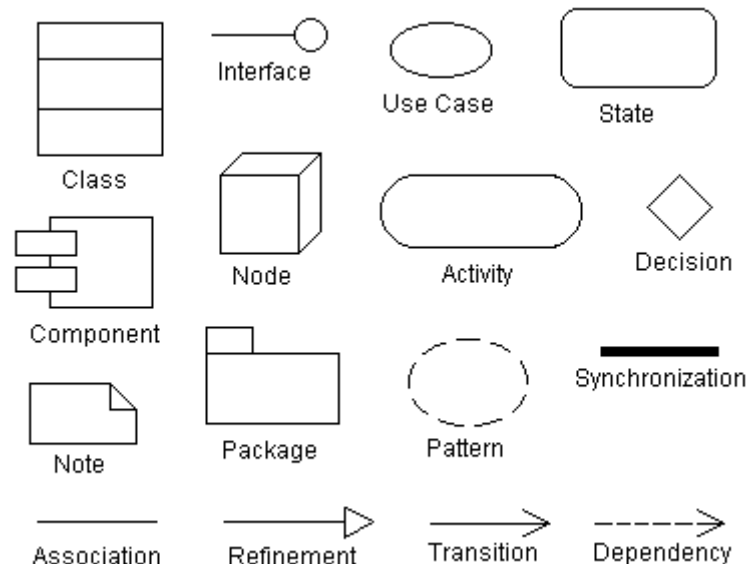 Interface
Use Case
State
Class
Node
Activity
Decision
Component
Synchronization
Package
Pattern
Note
Association
Refinement
Transition
Dependency